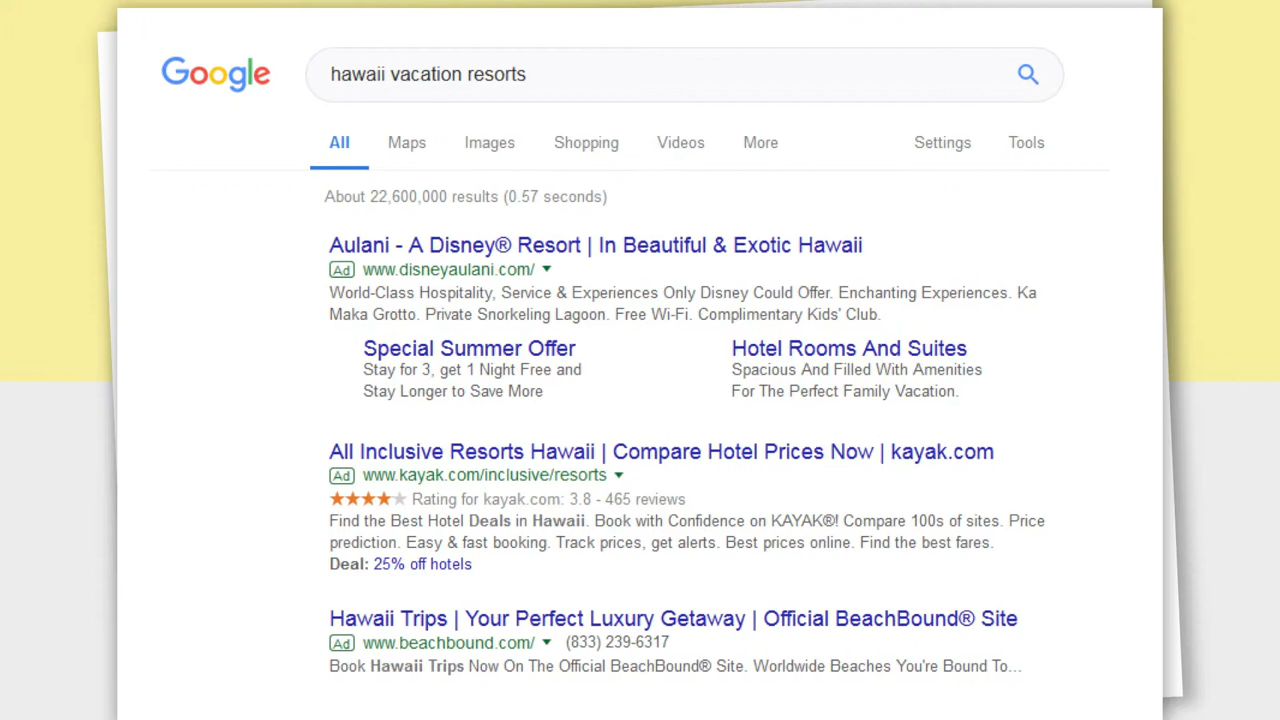 Google
hawaii vacation resorts
All Maps Images Shopping Videos More Settings Tools
About 22,600,000 results (0.57 seconds)
Aulani - A Disney® Resort | In Beautiful & Exotic Hawaii
Ad www.disneyaulani.com/
World-Class Hospitality, Service & Experiences Only Disney Could Offer. Enchanting Experiences. Ka
Maka Grotto. Private Snorkeling Lagoon. Free Wi-Fi. Complimentary Kids' Club.
Special Summer Offer
Stay for 3, get 1 Night Free and
Stay Longer to Save More
Hotel Rooms And Suites
Spacious And Filled With Amenities
For The Perfect Family Vacation.
All Inclusive Resorts Hawaii | Compare Hotel Prices Now | kayak.com
Ad www.kayak.com/inclusive/resorts
Rating for kayak.com: 3.8 - 465 reviews
Find the Best Hotel Deals in Hawaii. Book with Confidence on KAYAK®! Compare 100s of sites. Price
prediction. Easy & fast booking. Track prices, get alerts. Best prices online. Find the best fares.
Deal: 25% off hotels
Hawaii Trips | Your Perfect Luxury Getaway | Official BeachBound® Site
Ad www.beachbound.com/ (833) 239-6317
Book Hawaii Trips Now On The Official BeachBound® Site. Worldwide Beaches You're Bound To...